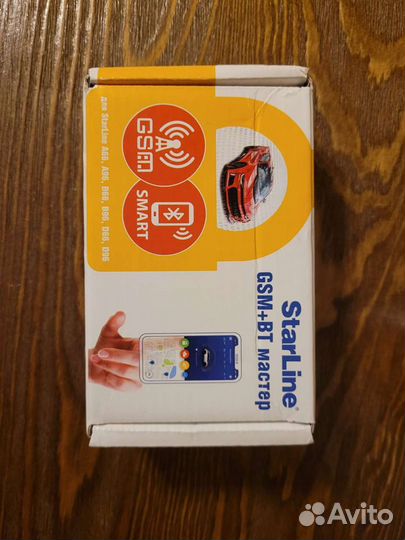 StarLine®
GSM+BT мастер
GSM
SMART
для StarLine A66, A96, B66, B96, D66, D96
Avito